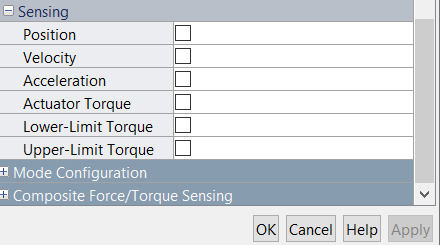 Sensing
Position
Velocity
Acceleration
Actuator Torque
Lower-Limit Torque
Upper-Limit Torque
Mode Configuration
Composite Force/Torque Sensing
OK Cancel Help Apply